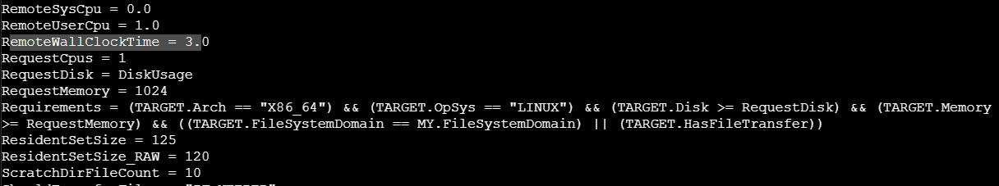 RemoteSysCpu = 0.0
RemoteUserCpu = 1.0
RemoteWallClockTime = 3.0
RequestCpus = 1
RequestDisk = DiskUsage
RequestMemory = 1024
Requirements = (TARGET.Arch == "X86_64") && (TARGET.OpSys == "LINUX") && (TARGET.Disk >= RequestDisk) && (TARGET.Memory
>= RequestMemory) && ((TARGET.FileSystemDomain == MY.FileSystemDomain) || (TARGET.HasFileTransfer))
ResidentSetSize = 125
ResidentSetSize_RAW = 120
ScratchDirFileCount = 10